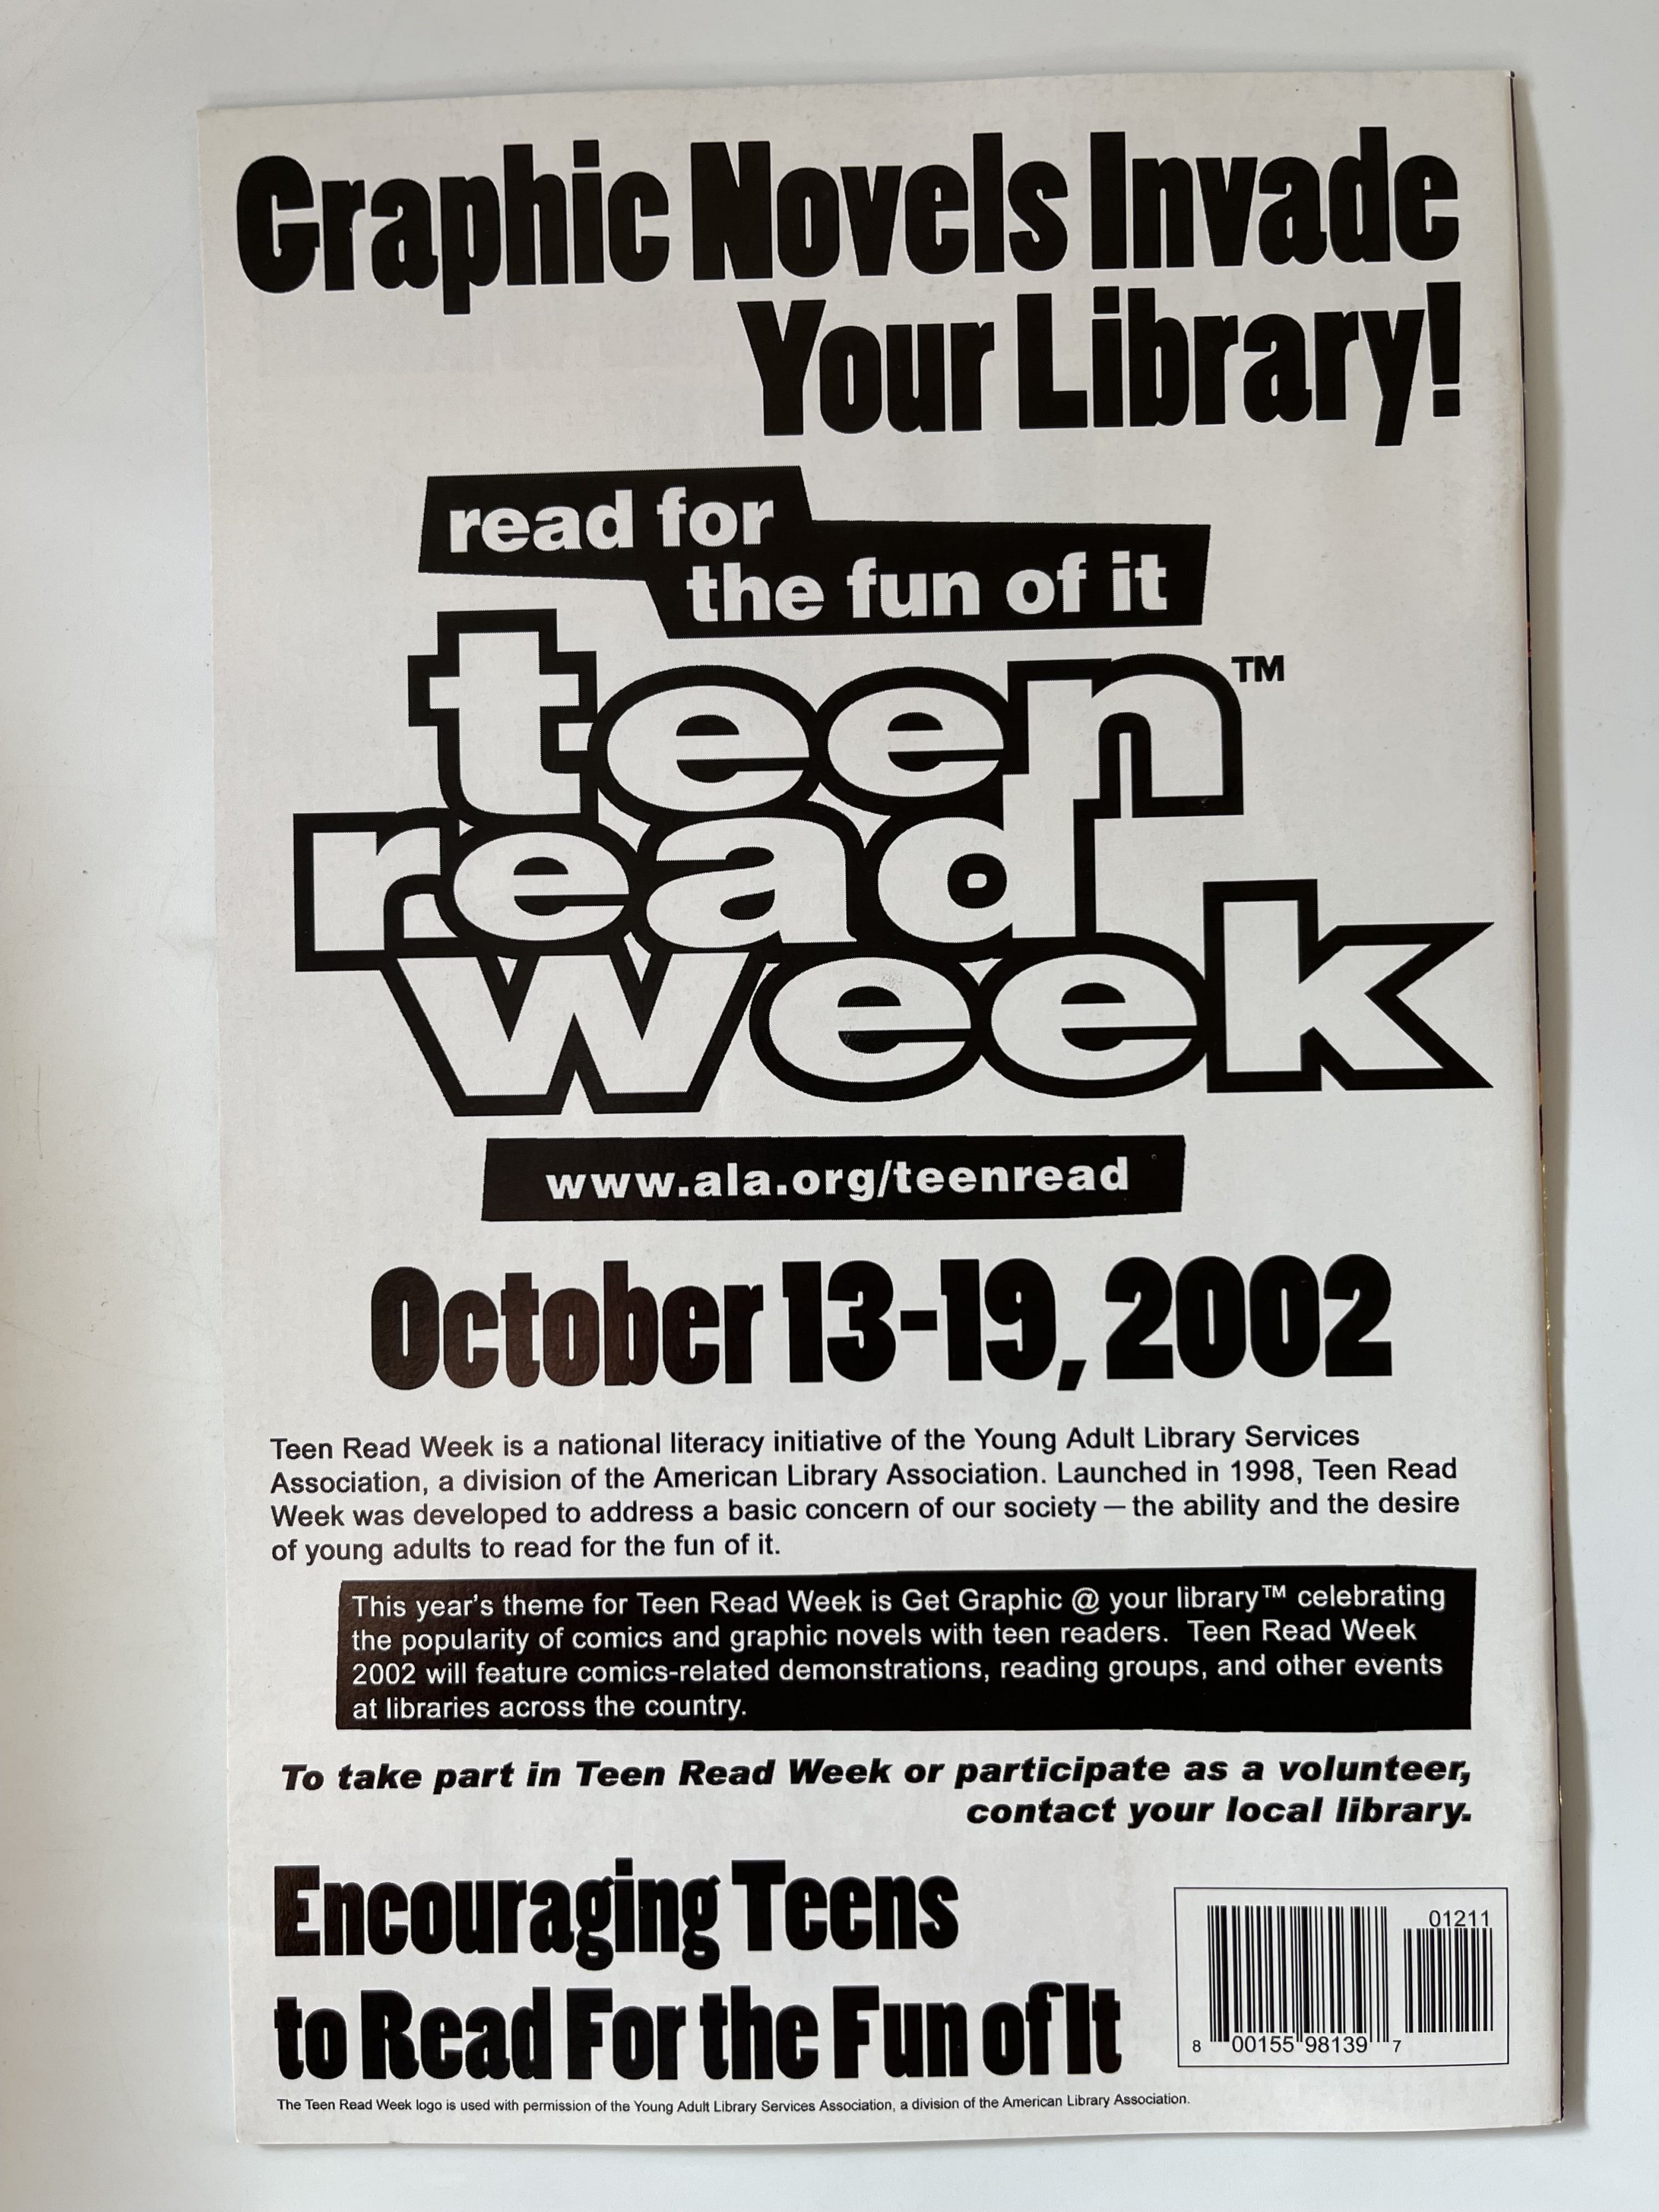 Graphic Novels Invade
Your Library!
read for
the fun of it
teen™
read
week
www.ala.org/teenread
October 13-19, 2002
Teen Read Week is a national literacy initiative of the Young Adult Library Services
Association, a division of the American Library Association. Launched in 1998, Teen Read
Week was developed to address a basic concern of our society — the ability and the desire
of young adults to read for the fun of it.
This year's theme for Teen Read Week is Get Graphic @ your library™ celebrating
the popularity of comics and graphic novels with teen readers.  Teen Read Week
2002 will feature comics-related demonstrations, reading groups, and other events
at libraries across the country.
To take part in Teen Read Week or participate as a volunteer,
contact your local library.
Encouraging Teens
to Read For the Fun of It
01211
8 00155 98139 7
The Teen Read Week logo is used with permission of the Young Adult Library Services Association, a division of the American Library Association.